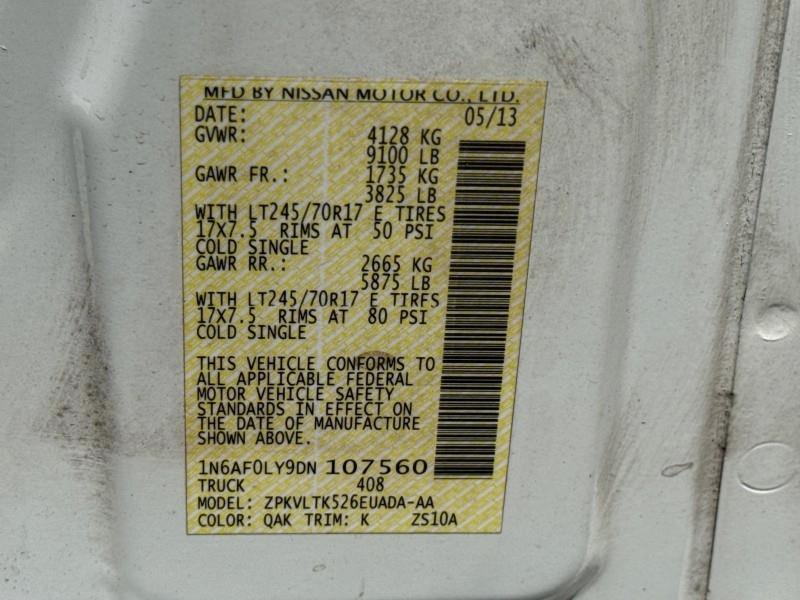 MFD BY NISSAN MOTOR CO., LTD.
DATE: 05/13
GVWR: 4128 KG
9100 LB
GAWR FR.: 1735 KG
3825 LB
WITH LT245/70R17 E TIRES
17X7.5 RIMS AT 50 PSI
COLD SINGLE
GAWR RR.: 2665 KG
5875 LB
WITH LT245/70R17 E TIRES
17X7.5 RIMS AT 80 PSI
COLD SINGLE
THIS VEHICLE CONFORMS TO
ALL APPLICABLE FEDERAL
MOTOR VEHICLE SAFETY
STANDARDS IN EFFECT ON
THE DATE OF MANUFACTURE
SHOWN ABOVE.
1N6AF0LY9DN 107560
TRUCK 408
MODEL: ZPKVLTK526EUADA-AA
COLOR: QAK TRIM: K ZS10A